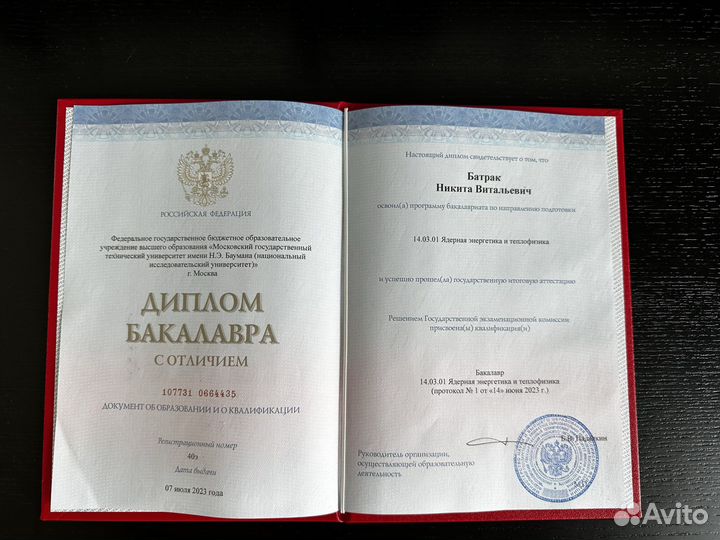 РОССИЙСКАЯ ФЕДЕРАЦИЯ
Федеральное государственное бюджетное образовательное
учреждение высшего образования «Московский государственный
технический университет имени Н.Э. Баумана (национальный
исследовательский университет)»
г. Москва
ДИПЛОМ
БАКАЛАВРА
С ОТЛИЧИЕМ
107731 0664435
ДОКУМЕНТ ОБ ОБРАЗОВАНИИ И О КВАЛИФИКАЦИИ
Регистрационный номер
40э
Дата выдачи
07 июля 2023 года
Настоящий диплом свидетельствует о том, что
Батрак
Никита Витальевич
освоил(а) программу бакалавриата по направлению подготовки
14.03.01 Ядерная энергетика и теплофизика
и успешно прошел(ла) государственную итоговую аттестацию
Решением Государственной экзаменационной комиссии
присвоена(ы) квалификация(и)
Бакалавр
14.03.01 Ядерная энергетика и теплофизика
(протокол № 1 от «14» июня 2023 г.)
Руководитель организации,
осуществляющей образовательную
деятельность
М.П.
Avito